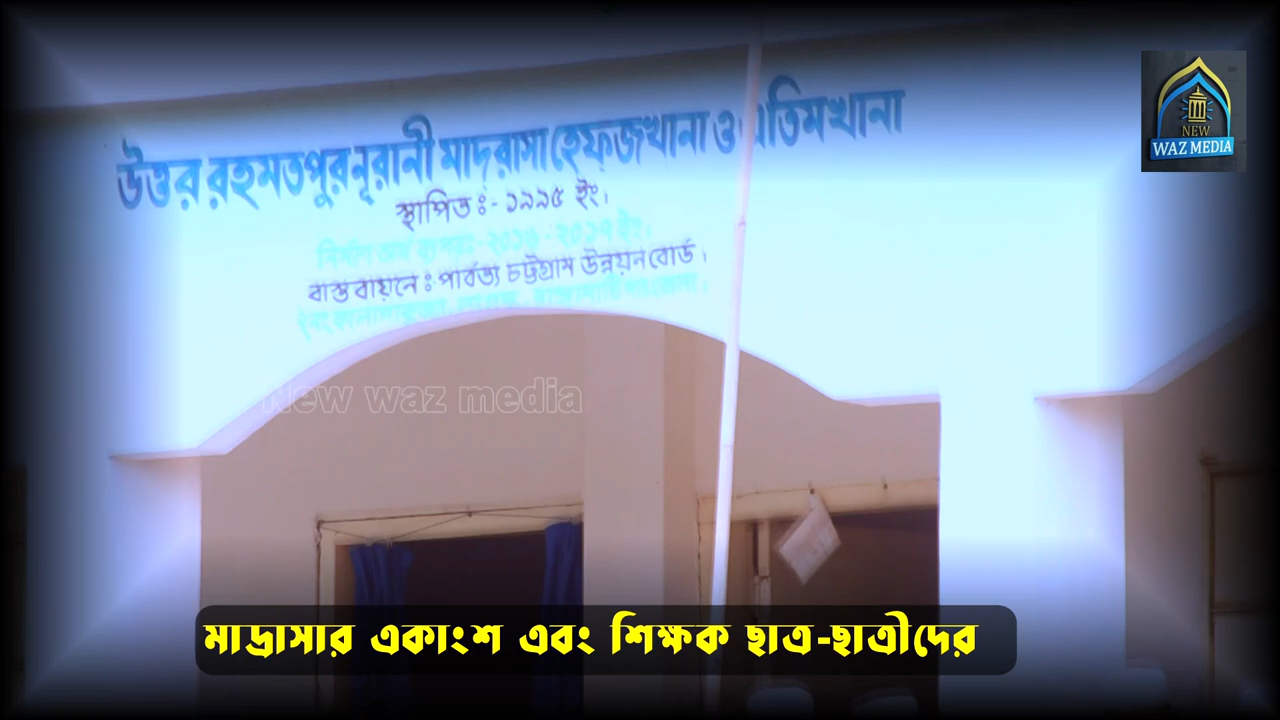 উত্তর রহমতপুর নূরানী মাদ্রাসা হেফজখানা ও এতিমখানা
স্থাপিত ঃ- ১৯৯৫ ইং।
নির্মাণ অর্থ
বাস্তবায়নে ঃ পার্বত্য চট্টগ্রাম উন্নয়ন বোর্ড।
NEW
WAZ MEDIA
New waz media
মাদ্রাসার একাংশ এবং শিক্ষক ছাত্র-ছাত্রীদের